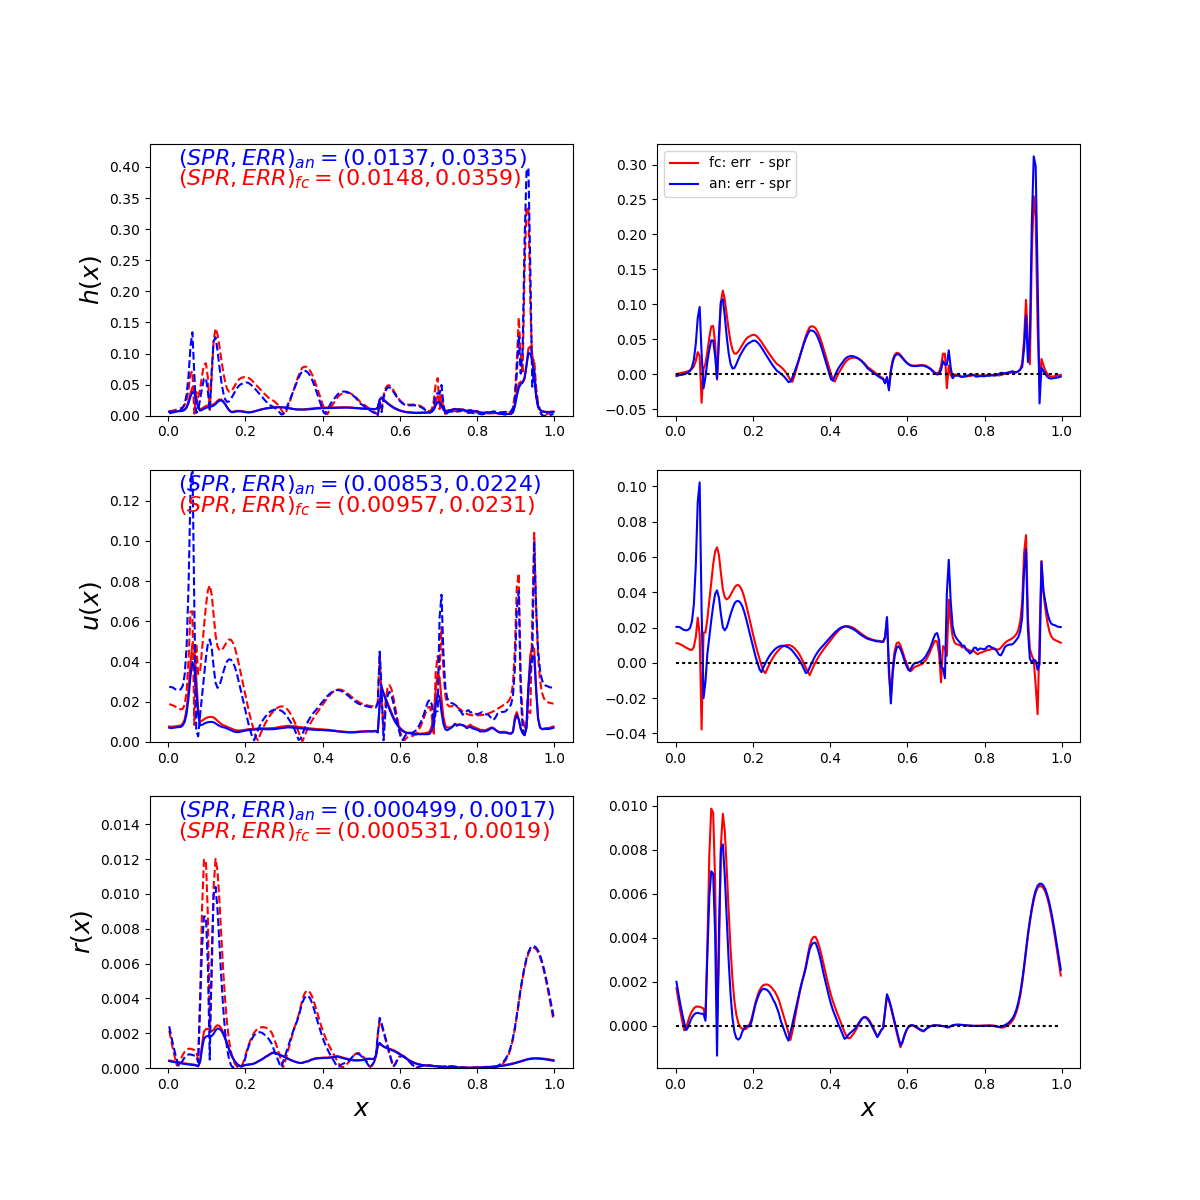 (SPR, ERR)an = (0.0137, 0.0335)
(SPR, ERR)fc = (0.0148, 0.0359)
0.40
0.35
0.30
0.25
0.20
0.15
0.10
0.05
0.00
h(x)
0.0 0.2 0.4 0.6 0.8 1.0
fc: err - spr
an: err - spr
0.30
0.25
0.20
0.15
0.10
0.05
0.00
−0.05
0.0 0.2 0.4 0.6 0.8 1.0
(SPR, ERR)an = (0.00853, 0.0224)
(SPR, ERR)fc = (0.00957, 0.0231)
0.12
0.10
0.08
0.06
0.04
0.02
0.00
u(x)
0.0 0.2 0.4 0.6 0.8 1.0
0.10
0.08
0.06
0.04
0.02
0.00
−0.02
−0.04
0.0 0.2 0.4 0.6 0.8 1.0
(SPR, ERR)an = (0.000499, 0.0017)
(SPR, ERR)fc = (0.000531, 0.0019)
0.014
0.012
0.010
0.008
0.006
0.004
0.002
0.000
r(x)
0.0 0.2 0.4 0.6 0.8 1.0
x
0.010
0.008
0.006
0.004
0.002
0.000
0.0 0.2 0.4 0.6 0.8 1.0
x